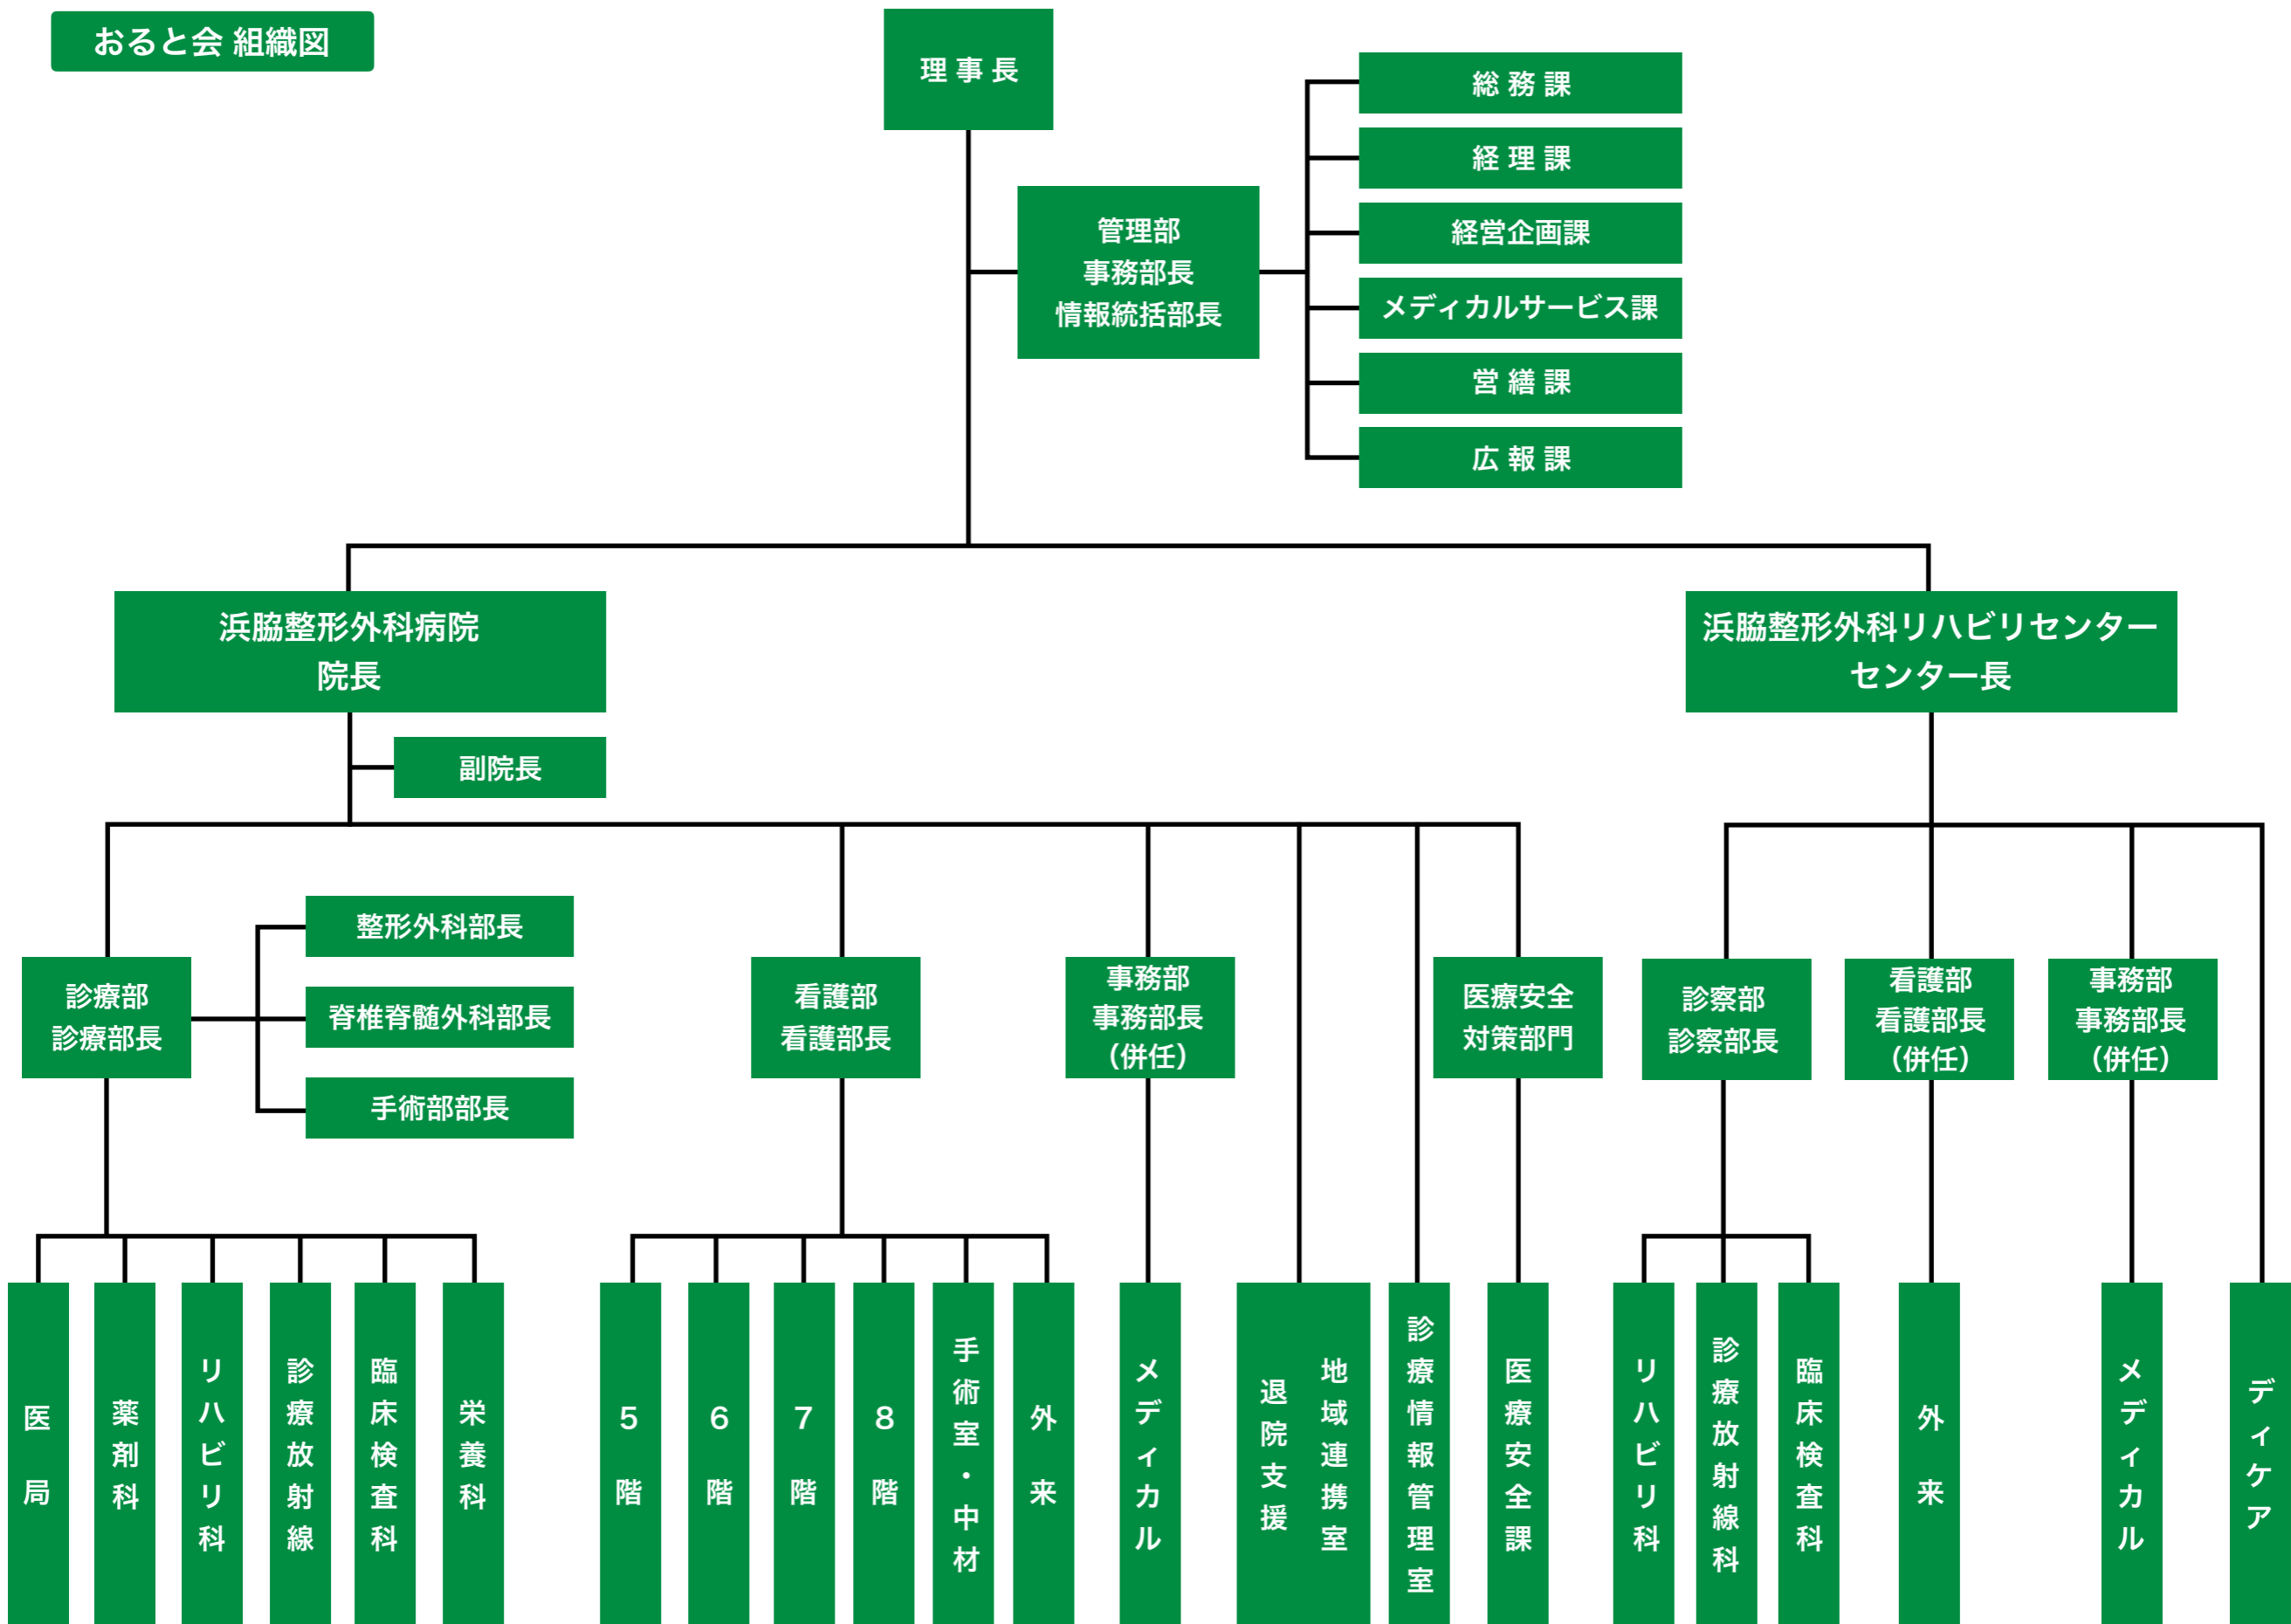 おると会 組織図
理 事 長
管理部
事務部長
情報統括部長
総 務 課
経 理 課
経営企画課
メディカルサービス課
営 繕 課
広 報 課
浜脇整形外科病院
院長
副院長
浜脇整形外科リハビリセンター
センター長
診療部
診療部長
整形外科部長
脊椎脊髄外科部長
手術部部長
看護部
看護部長
事務部
事務部長
（併任）
医療安全
対策部門
診察部
診察部長
看護部
看護部長
（併任）
事務部
事務部長
（併任）
医局
薬剤科
リハビリ科
診療放射線
臨床検査科
栄養科
5階
6階
7階
8階
手術室・中材
外来
メディカル
地域連携室
退院支援
診療情報管理室
医療安全課
リハビリ科
診療放射線科
臨床検査科
外来
メディカル
ディケア